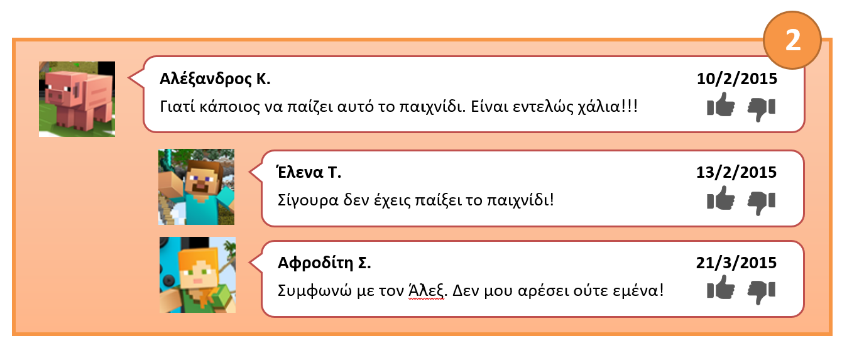 2
Αλέξανδρος Κ. 10/2/2015
Γιατί κάποιος να παίζει αυτό το παιχνίδι. Είναι εντελώς χάλια!!!
Έλενα Τ. 13/2/2015
Σίγουρα δεν έχεις παίξει το παιχνίδι!
Αφροδίτη Σ. 21/3/2015
Συμφωνώ με τον Άλεξ. Δεν μου αρέσει ούτε εμένα!